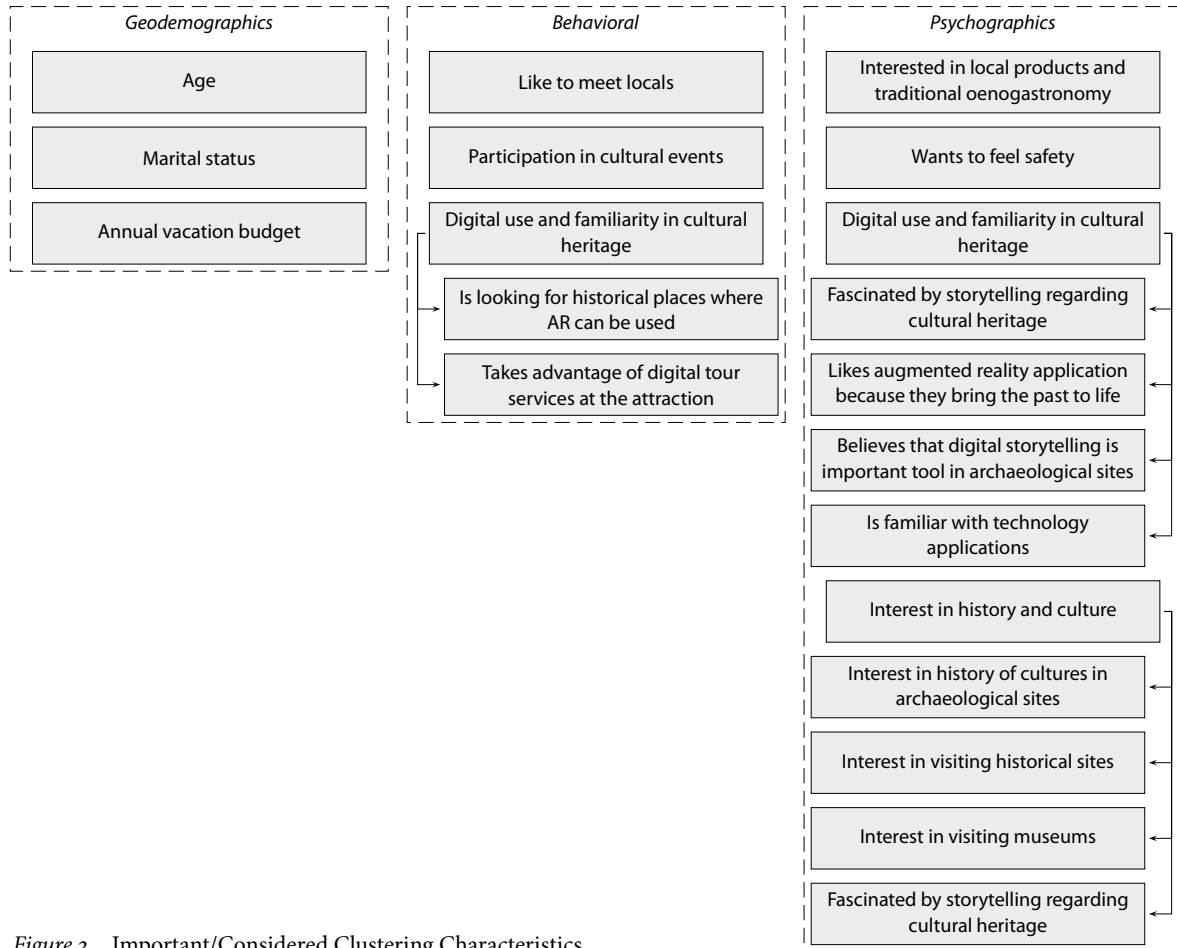 Geodemographics
Age
Marital status
Annual vacation budget
Behavioral
Like to meet locals
Participation in cultural events
Digital use and familiarity in cultural
heritage
Is looking for historical places where
AR can be used
Takes advantage of digital tour
services at the attraction
Psychographics
Interested in local products and
traditional oenogastronomy
Wants to feel safety
Digital use and familiarity in cultural
heritage
Fascinated by storytelling regarding
cultural heritage
Likes augmented reality application
because they bring the past to life
Believes that digital storytelling is
important tool in archaeological sites
Is familiar with technology
applications
Interest in history and culture
Interest in history of cultures in
archaeological sites
Interest in visiting historical sites
Interest in visiting museums
Fascinated by storytelling regarding
cultural heritage
Figure Important/Considered Clustering Characteristics